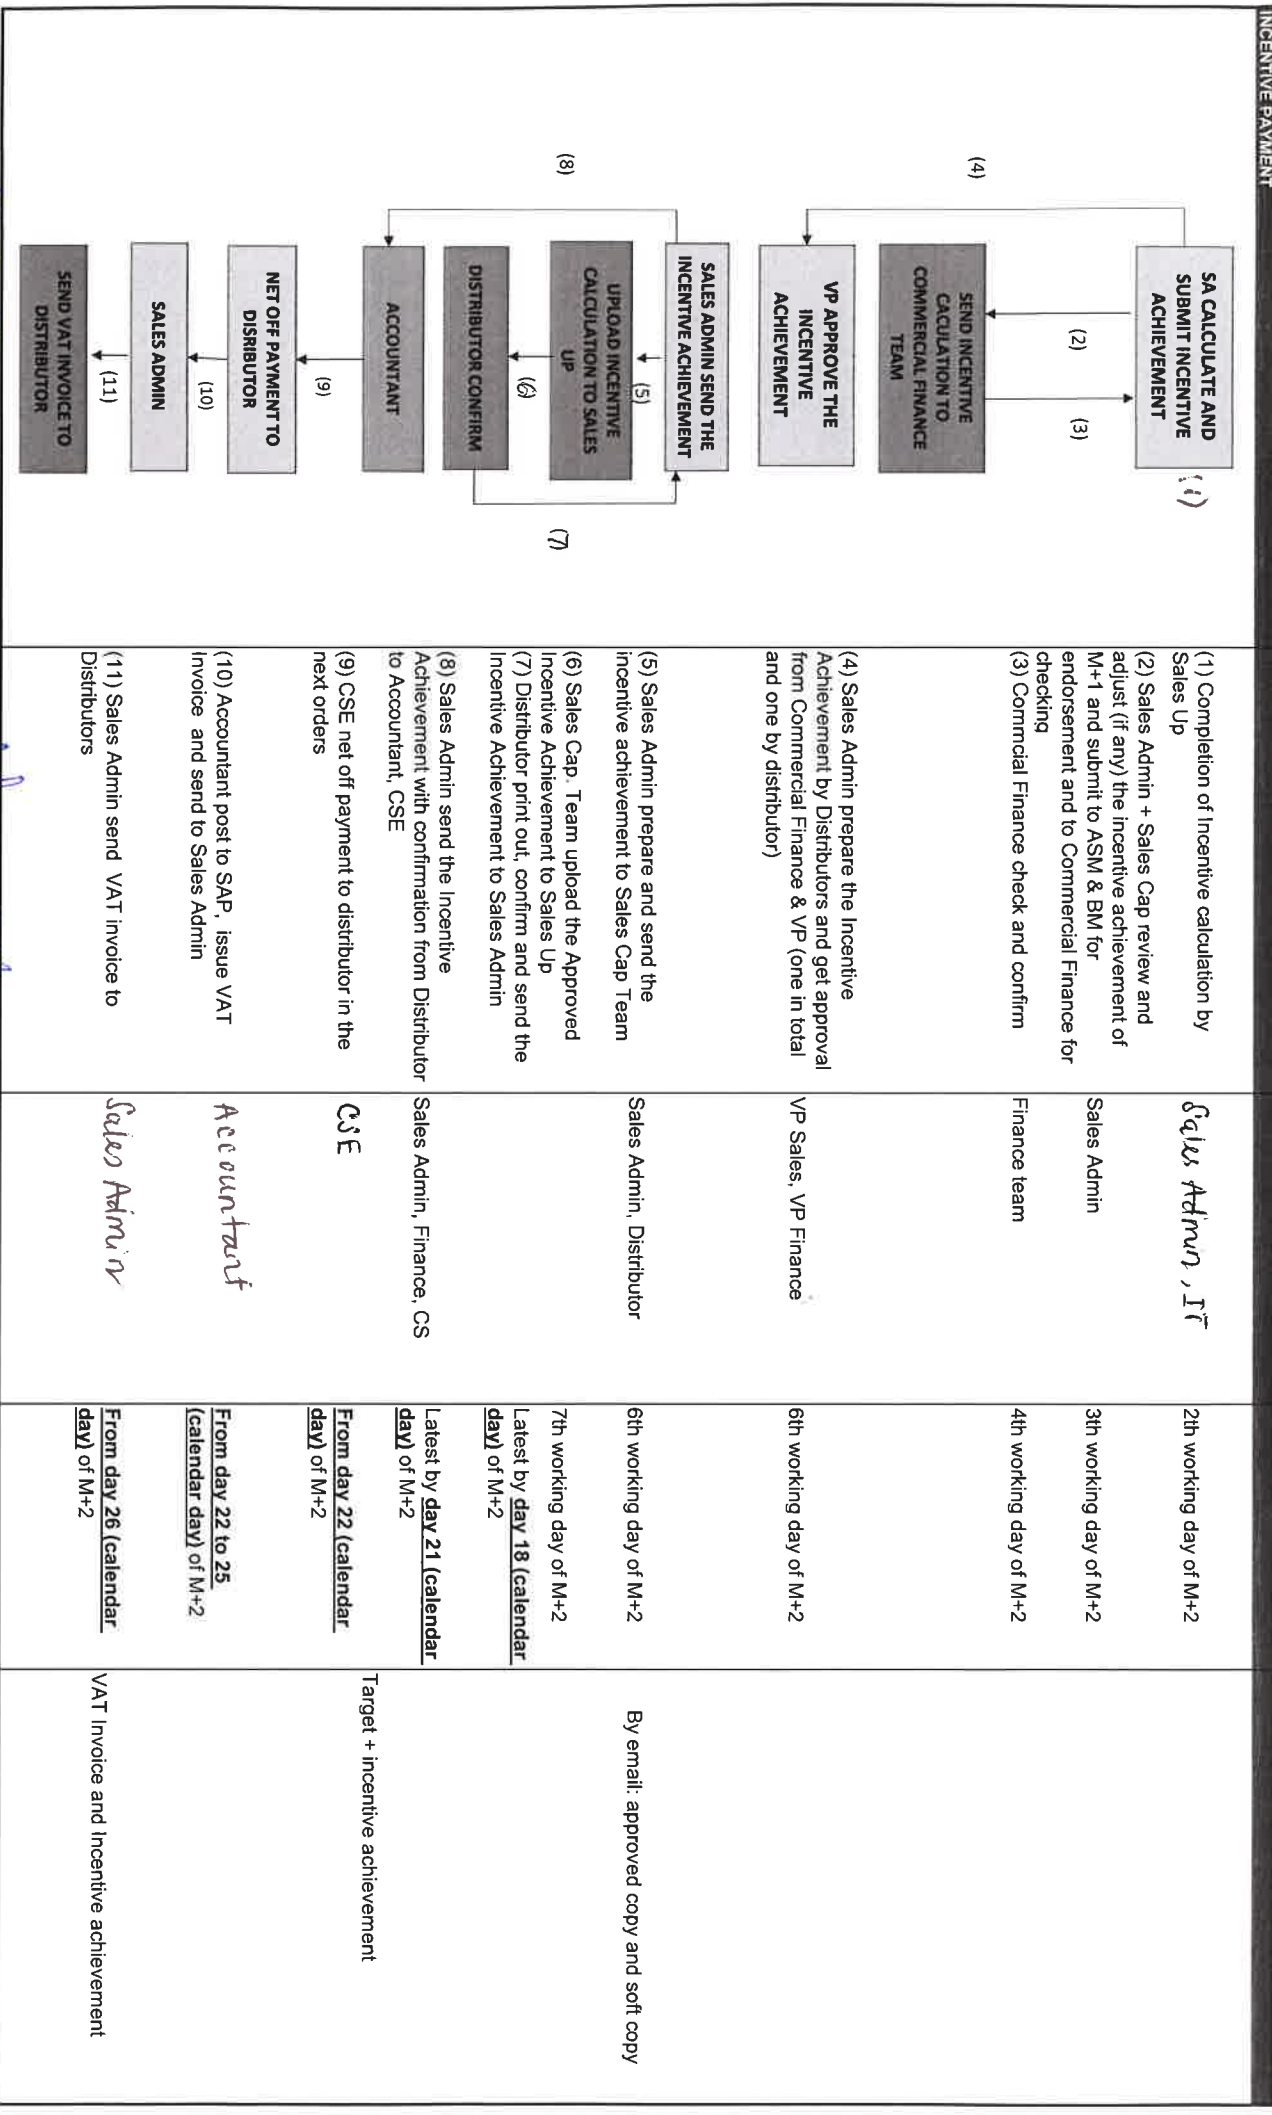 INCENTIVE PAYMENT
SA CALCULATE AND
SUBMIT INCENTIVE
ACHIEVEMENT
(1)
(2)
(3)
SEND INCENTIVE
CACULATION TO
COMMERCIAL FINANCE
TEAM
(4)
VP APPROVE THE
INCENTIVE
ACHIEVEMENT
SALES ADMIN SEND THE
INCENTIVE ACHIEVEMENT
(5)
UPLOAD INCENTIVE
CALCULATION TO SALES
UP
(6)
(7)
(8)
DISTRIBUTOR CONFIRM
ACCOUNTANT
(9)
NET OFF PAYMENT TO
DISRIBUTOR
(10)
SALES ADMIN
(11)
SEND VAT INVOICE TO
DISTRIBUTOR
(1) Completion of Incentive calculation by
Sales Up
(2) Sales Admin + Sales Cap review and
adjust (if any) the incentive achievement of
M+1 and submit to ASM & BM for
endorsement and to Commercial Finance for
checking
(3) Commcial Finance check and confirm
(4) Sales Admin prepare the Incentive
Achievement by Distributors and get approval
from Commercial Finance & VP (one in total
and one by distributor)
(5) Sales Admin prepare and send the
incentive achievement to Sales Cap Team
(6) Sales Cap. Team upload the Approved
Incentive Achievement to Sales Up
(7) Distributor print out, confirm and send the
Incentive Achievement to Sales Admin
(8) Sales Admin send the Incentive
Achievement with confirmation from Distributor
to Accountant, CSE
(9) CSE net off payment to distributor in the
next orders
(10) Accountant post to SAP, issue VAT
Invoice and send to Sales Admin
(11) Sales Admin send VAT invoice to
Distributors
Sales Admin, IT
Sales Admin
Finance team
VP Sales, VP Finance
Sales Admin, Distributor
Sales Admin, Finance, CS
CSE
Accountant
Sales Admin
2th working day of M+2
3th working day of M+2
4th working day of M+2
6th working day of M+2
6th working day of M+2
7th working day of M+2
Latest by day 18 (calendar
day) of M+2
Latest by day 21 (calendar
day) of M+2
From day 22 (calendar
day) of M+2
From day 22 to 25
(calendar day) of M+2
From day 26 (calendar
day) of M+2
By email: approved copy and soft copy
Target + incentive achievement
VAT Invoice and Incentive achievement